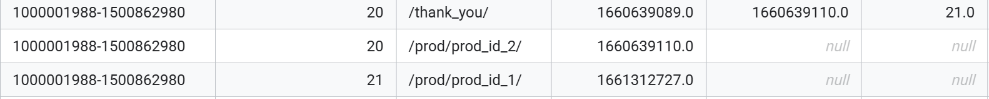 1000001988-1500862980 20 /thank_you/ 1660639089.0 1660639110.0 21.0
1000001988-1500862980 20 /prod/prod_id_2/ 1660639110.0 null null
1000001988-1500862980 21 /prod/prod_id_1/ 1661312727.0 null null